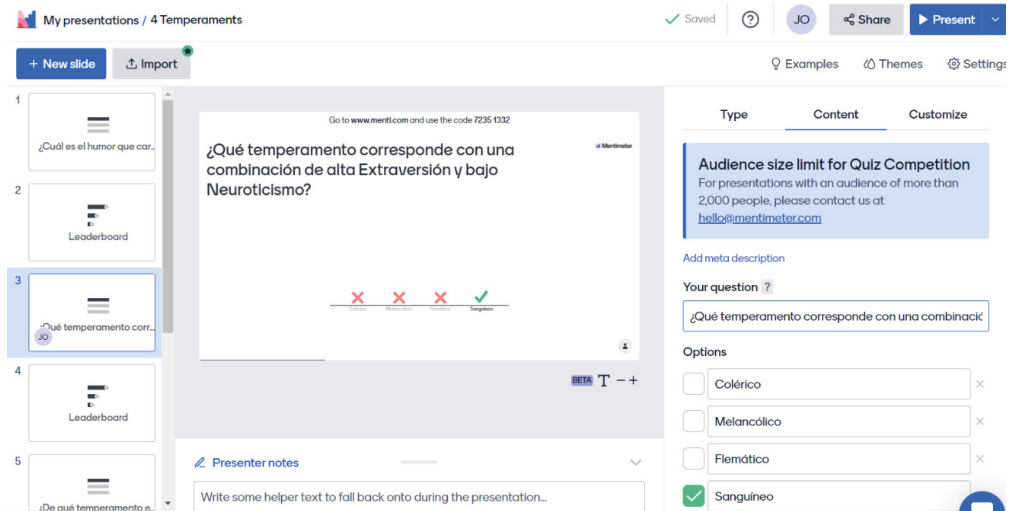 My presentations / 4 Temperaments
Saved
?
JO
Share
Present
+ New slide
Import
Examples
Themes
Settings
1
¿Cuál es el humor que car..
2
Leaderboard
3
¿Qué temperamento corr...
JO
4
Leaderboard
5
¿De qué temperamento e..
Go to www.menti.com and use the code 7235 1332
Mentimeter
¿Qué temperamento corresponde con una
combinación de alta Extraversión y bajo
Neuroticismo?
Colérico Melancólico Flemático Sanguíneo
BETA T − +
Presenter notes
Write some helper text to fall back onto during the presentation...
Type Content Customize
Audience size limit for Quiz Competition
For presentations with an audience of more than
2,000 people, please contact us at
hello@mentimeter.com
Add meta description
Your question ?
¿Qué temperamento corresponde con una combinació
Options
Colérico
Melancólico
Flemático
Sanguíneo